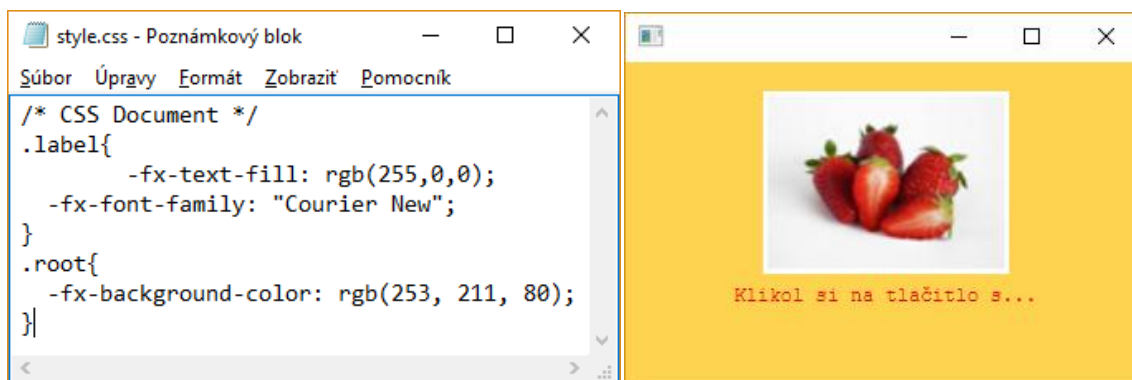 style.css - Poznámkový blok
Súbor Úpravy Formát Zobraziť Pomocník
/* CSS Document */
.label{
        -fx-text-fill: rgb(255,0,0);
  -fx-font-family: "Courier New";
}
.root{
  -fx-background-color: rgb(253, 211, 80);
}
Klikol si na tlačitlo s...